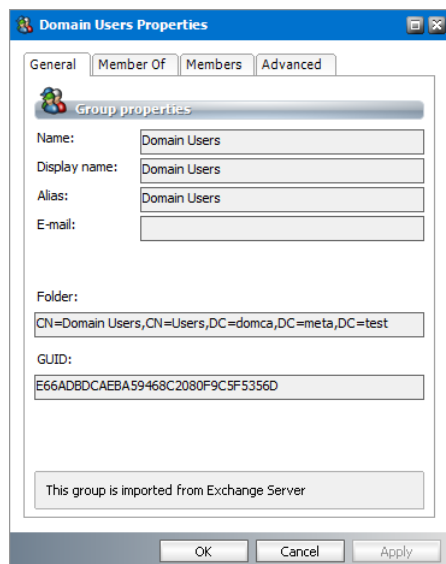 Domain Users Properties
General Member Of Members Advanced
Group properties
Name: Domain Users
Display name: Domain Users
Alias: Domain Users
E-mail:
Folder:
CN=Domain Users,CN=Users,DC=domca,DC=meta,DC=test
GUID:
E66ADBDCAEBA59468C2080F9C5F5356D
This group is imported from Exchange Server
OK Cancel Apply